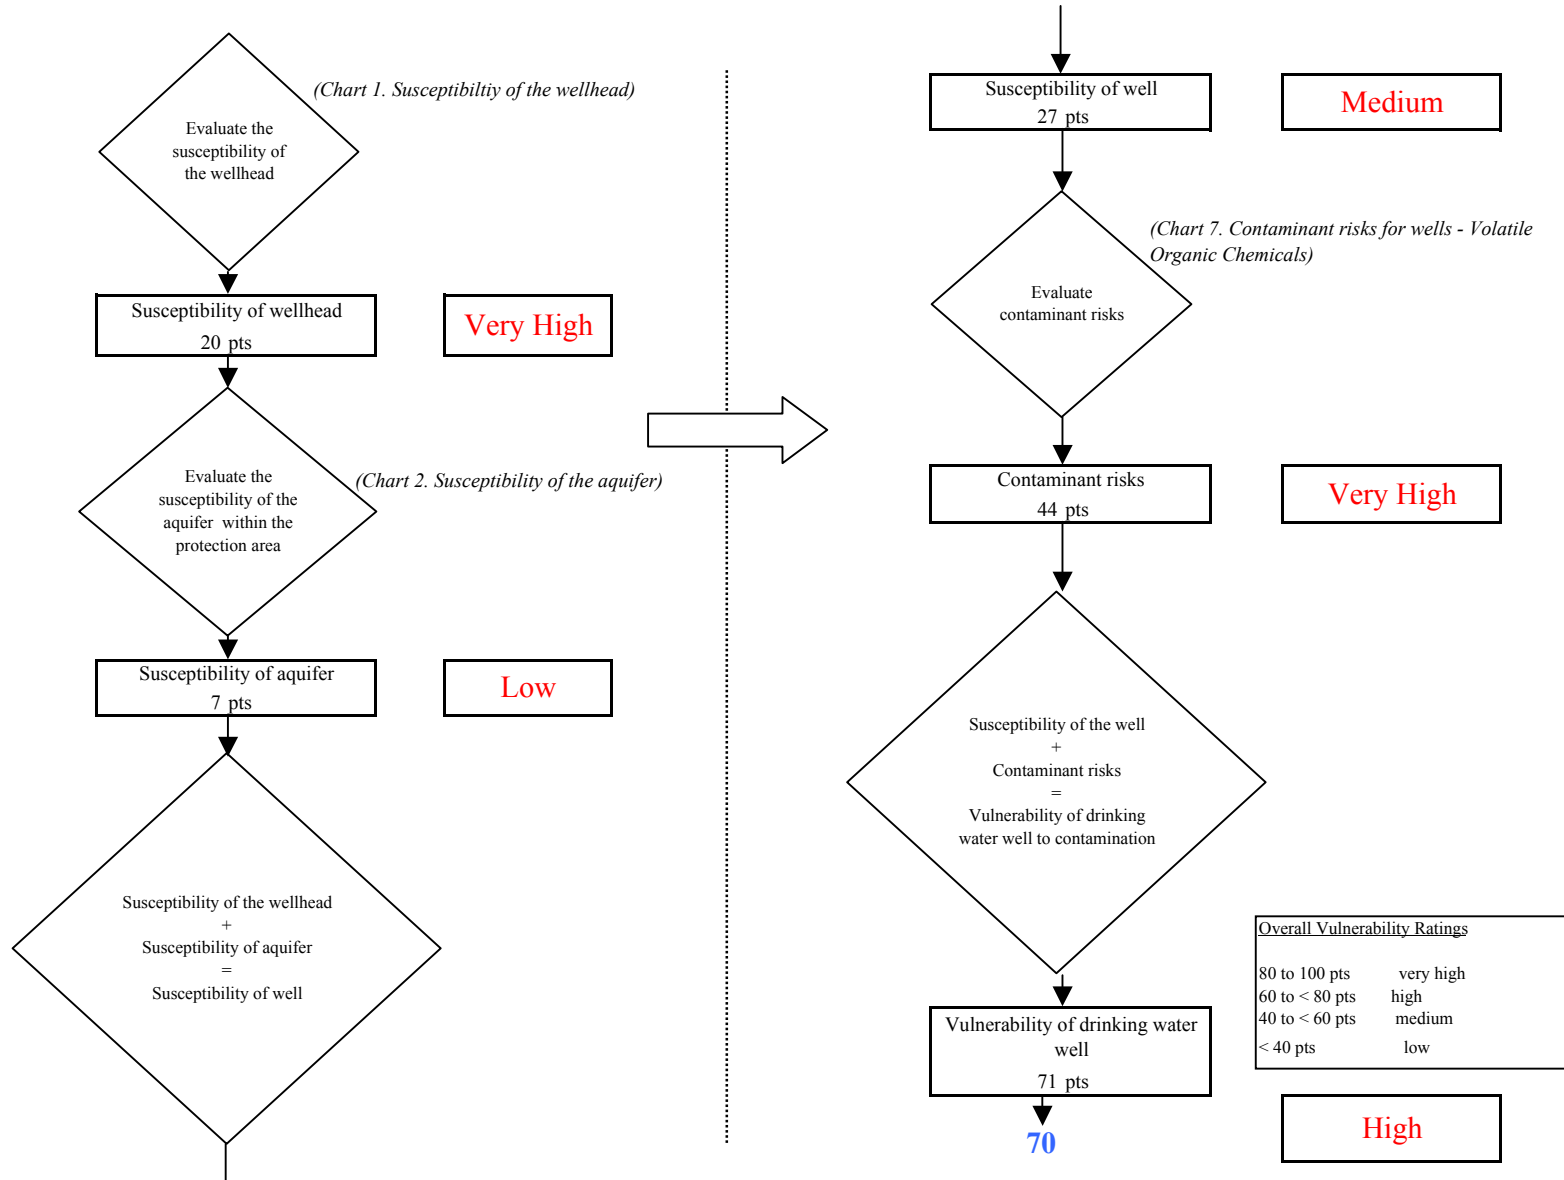 (Chart 1. Susceptibiltiy of the wellhead)
Evaluate the
susceptibility of
the wellhead
Susceptibility of wellhead
20 pts
Very High
(Chart 2. Susceptibility of the aquifer)
Evaluate the
susceptibility of the
aquifer within the
protection area
Susceptibility of aquifer
7 pts
Low
Susceptibility of the wellhead
+
Susceptibility of aquifer
=
Susceptibility of well
Susceptibility of well
27 pts
Medium
(Chart 7. Contaminant risks for wells - Volatile
Organic Chemicals)
Evaluate
contaminant risks
Contaminant risks
44 pts
Very High
Susceptibility of the well
+
Contaminant risks
=
Vulnerability of drinking
water well to contamination
Overall Vulnerability Ratings
80 to 100 pts very high
60 to < 80 pts high
40 to < 60 pts medium
< 40 pts low
Vulnerability of drinking water
well
71 pts
70
High